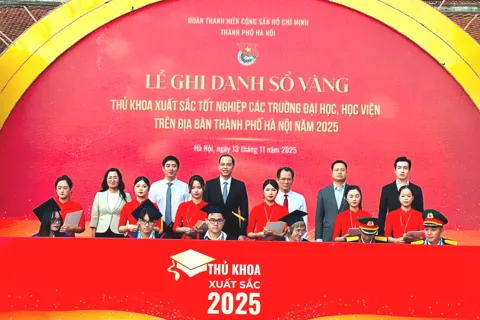 ĐOÀN THANH NIÊN CỘNG SẢN HỒ CHÍ MINH
THÀNH PHỐ HÀ NỘI
LỄ GHI DANH SỔ VÀNG
THỦ KHOA XUẤT SẮC TỐT NGHIỆP CÁC TRƯỜNG ĐẠI HỌC, HỌC VIỆN
TRÊN ĐỊA BÀN THÀNH PHỐ HÀ NỘI NĂM 2025
Hà Nội, ngày 13 tháng 11 năm 2025
THỦ KHOA
XUẤT SẮC
2025